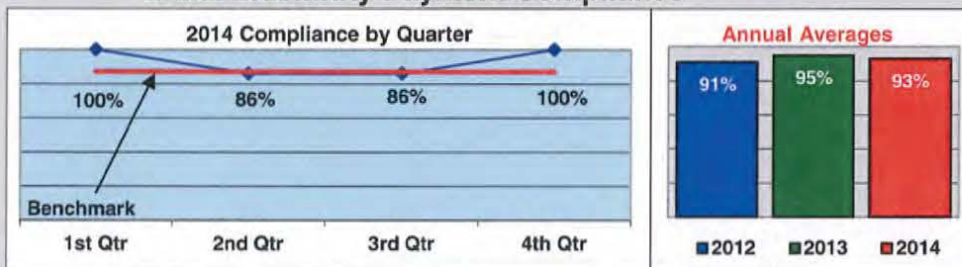 2014 Compliance by Quarter
100%
86%
86%
100%
Benchmark
1st Qtr
2nd Qtr
3rd Qtr
4th Qtr
Annual Averages
91%
95%
93%
2012
2013
2014